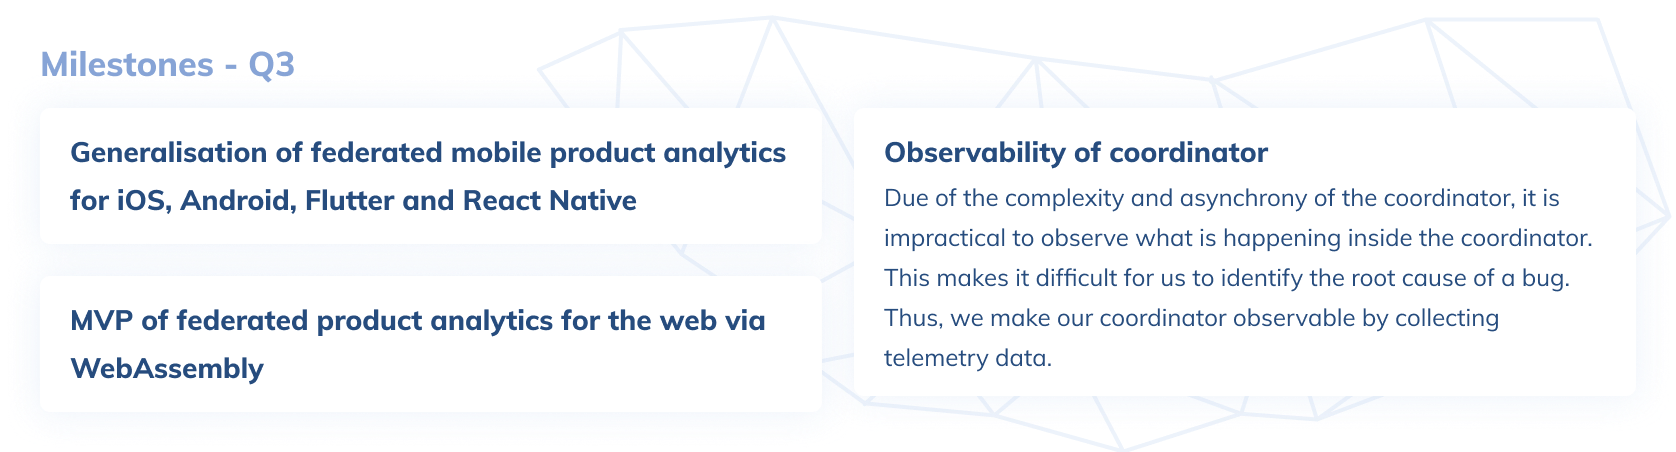 Milestones - Q3
Generalisation of federated mobile product analytics
for iOS, Android, Flutter and React Native
MVP of federated product analytics for the web via
WebAssembly
Observability of coordinator
Due of the complexity and asynchrony of the coordinator, it is
impractical to observe what is happening inside the coordinator.
This makes it difficult for us to identify the root cause of a bug.
Thus, we make our coordinator observable by collecting
telemetry data.